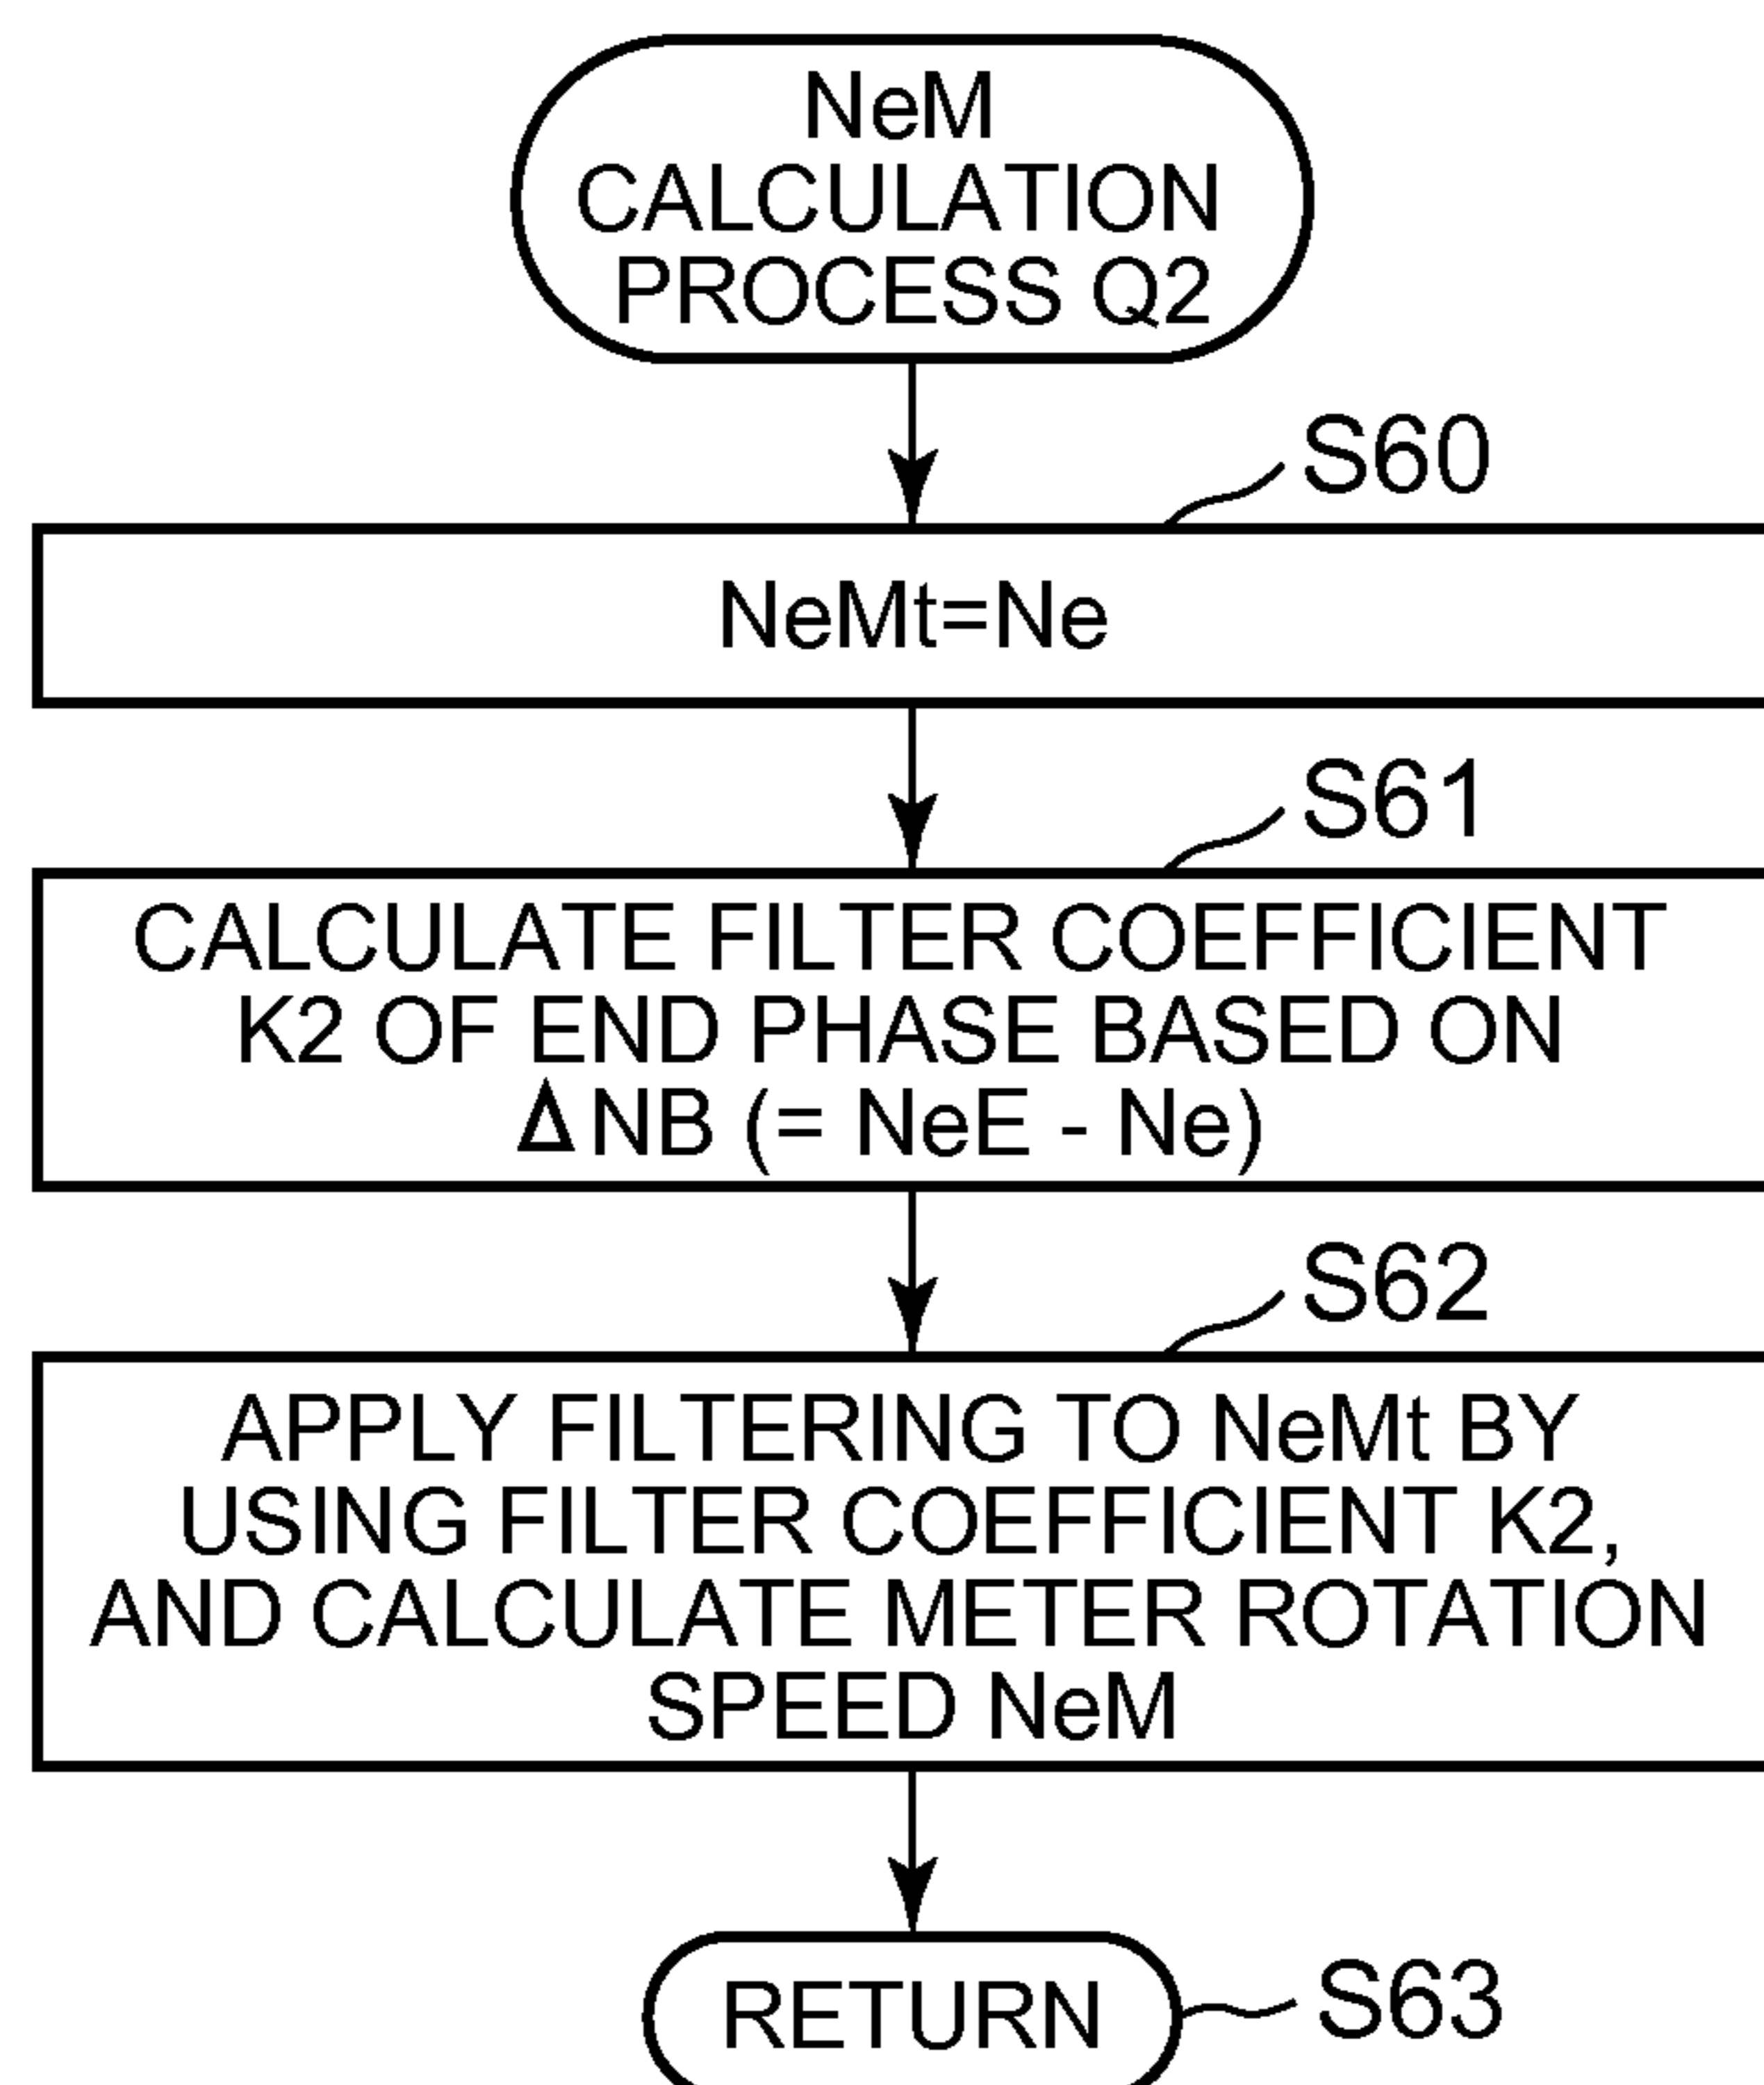 NeM
CALCULATION
PROCESS Q2
S60
NeMt=Ne
S61
CALCULATE FILTER COEFFICIENT
K2 OF END PHASE BASED ON
ΔNB (= NeE - Ne)
S62
APPLY FILTERING TO NeMt BY
USING FILTER COEFFICIENT K2,
AND CALCULATE METER ROTATION
SPEED NeM
RETURN
S63